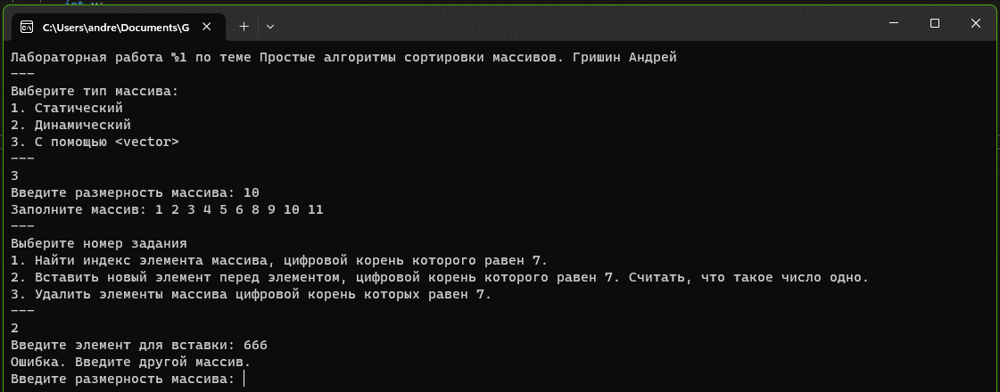 C:\Users\andre\Documents\G
Лабораторная работа №1 по теме Простые алгоритмы сортировки массивов. Гришин Андрей
---
Выберите тип массива:
1. Статический
2. Динамический
3. С помощью <vector>
---
3
Введите размерность массива: 10
Заполните массив: 1 2 3 4 5 6 8 9 10 11
---
Выберите номер задания
1. Найти индекс элемента массива, цифровой корень которого равен 7.
2. Вставить новый элемент перед элементом, цифровой корень которого равен 7. Считать, что такое число одно.
3. Удалить элементы массива цифровой корень которых равен 7.
---
2
Введите элемент для вставки: 666
Ошибка. Введите другой массив.
Введите размерность массива: